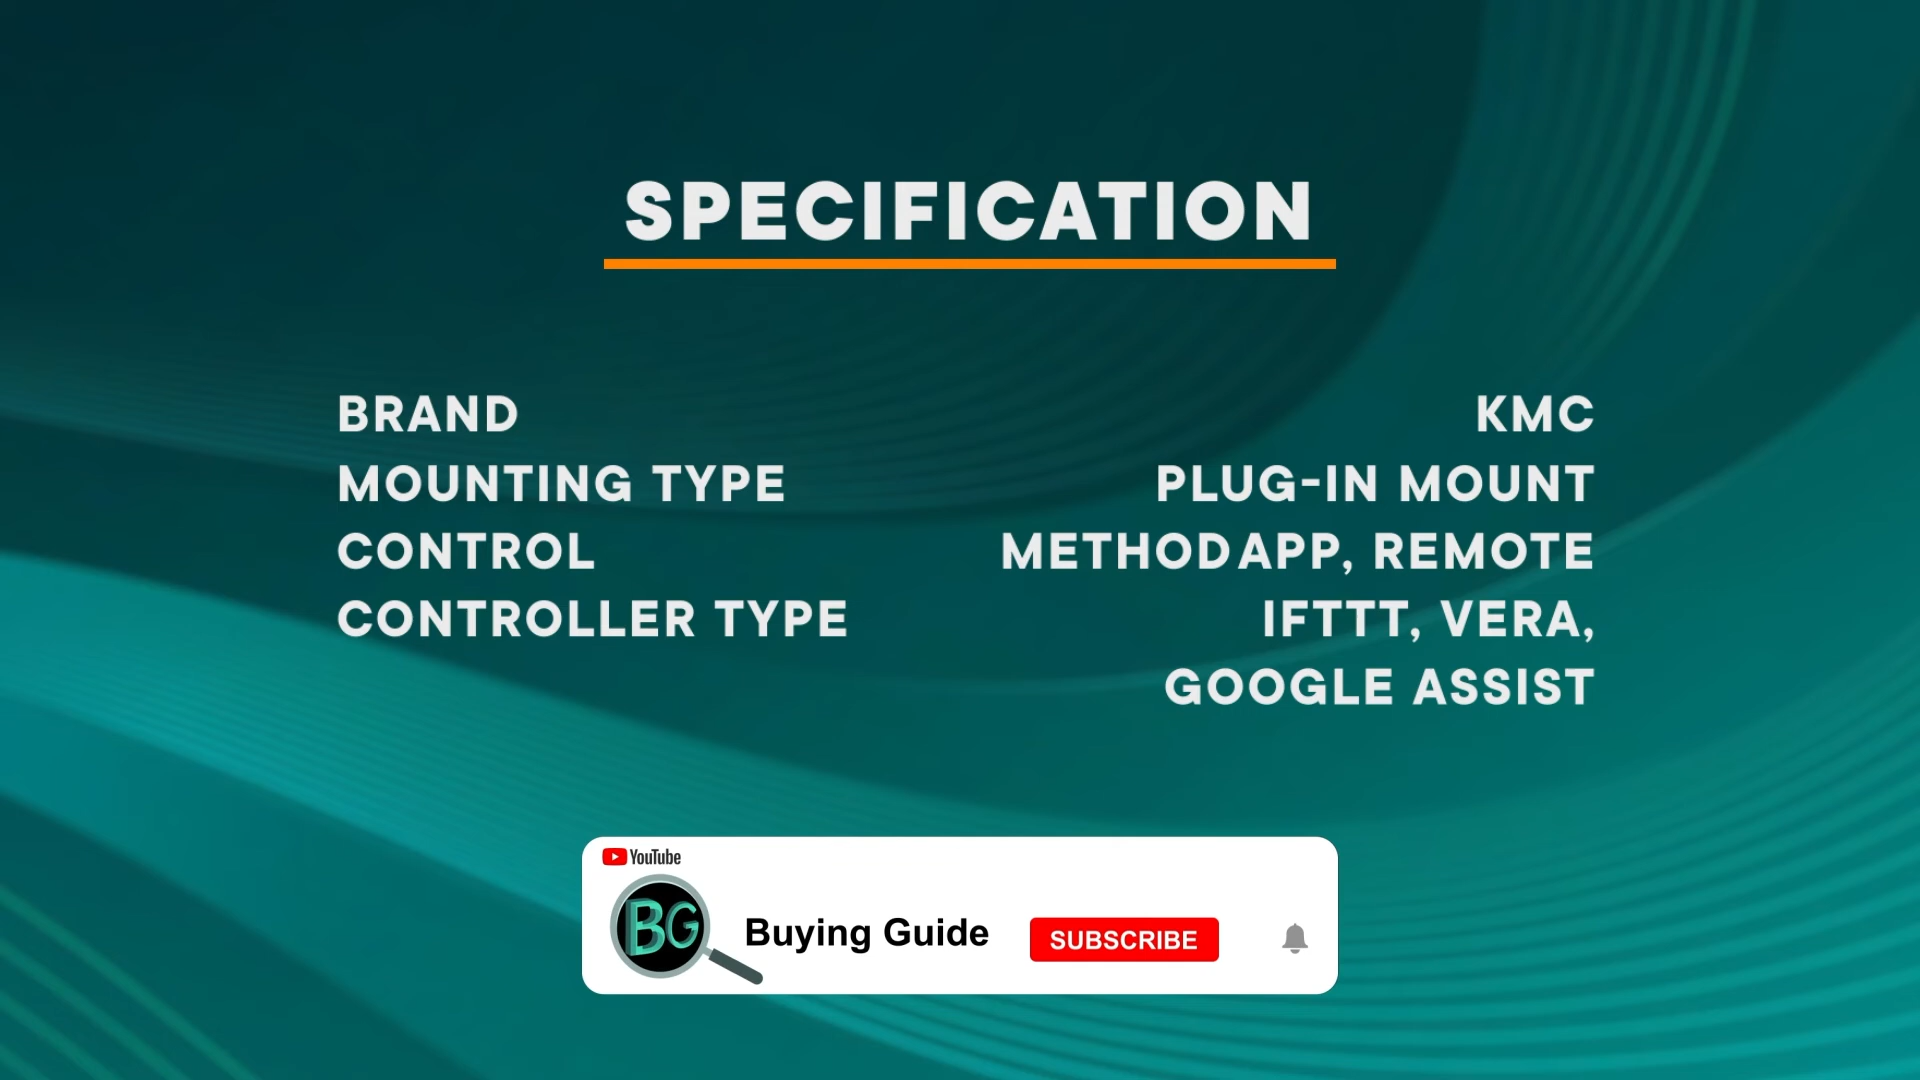 SPECIFICATION
BRAND KMC
MOUNTING TYPE PLUG-IN MOUNT
CONTROL METHODAPP, REMOTE
CONTROLLER TYPE IFTTT, VERA,
GOOGLE ASSIST
YouTube
BG
Buying Guide SUBSCRIBE